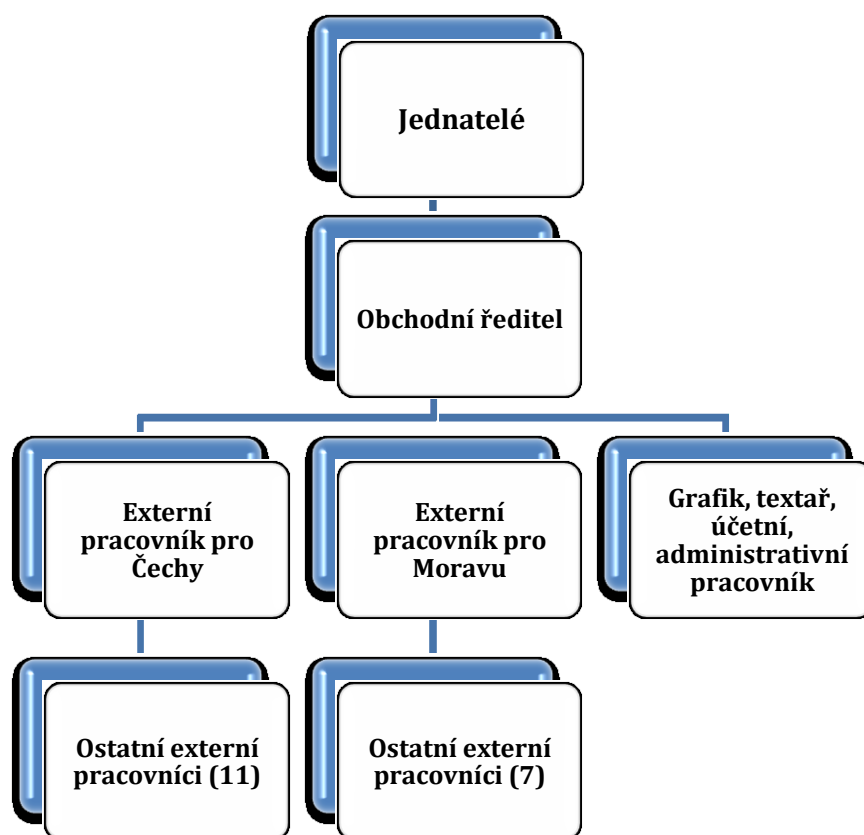 Jednatelé
Obchodní ředitel
Externí
pracovník pro
Čechy
Externí
pracovník pro
Moravu
Grafik, textař,
účetní,
administrativní
pracovník
Ostatní externí
pracovníci (11)
Ostatní externí
pracovníci (7)